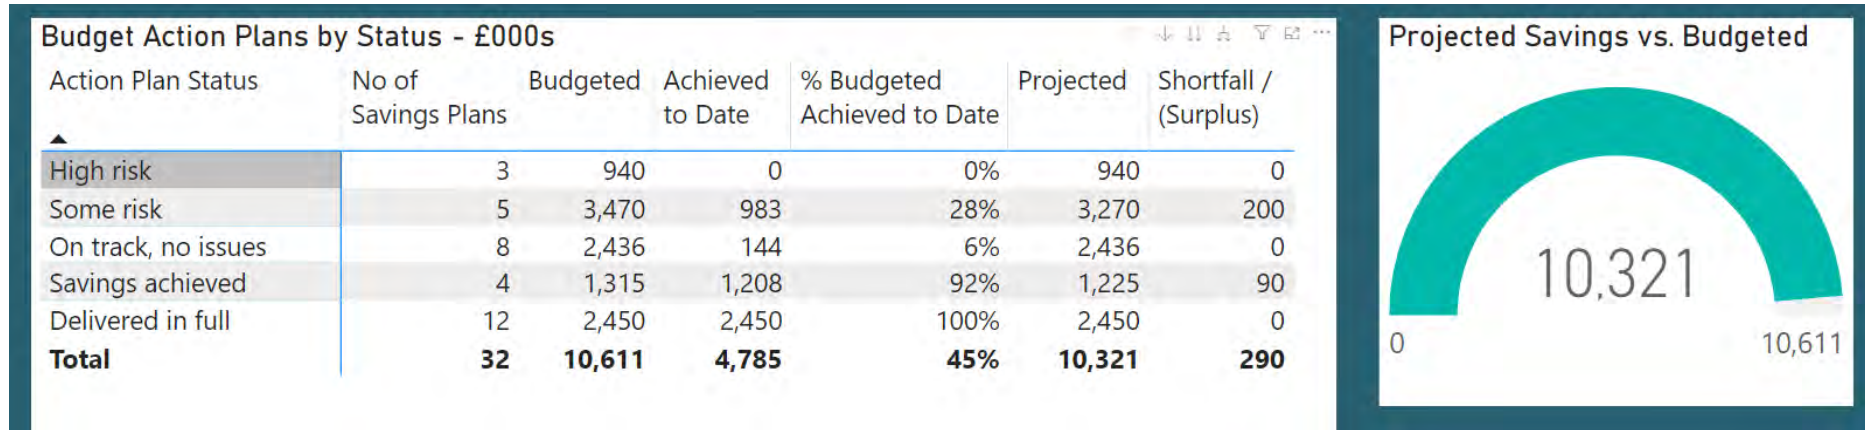 Budget Action Plans by Status - £000s
Action Plan Status No of Savings Plans Budgeted Achieved to Date % Budgeted Achieved to Date Projected Shortfall / (Surplus)
High risk 3 940 0 0% 940 0
Some risk 5 3,470 983 28% 3,270 200
On track, no issues 8 2,436 144 6% 2,436 0
Savings achieved 4 1,315 1,208 92% 1,225 90
Delivered in full 12 2,450 2,450 100% 2,450 0
Total 32 10,611 4,785 45% 10,321 290
Projected Savings vs. Budgeted
10,321
0 10,611